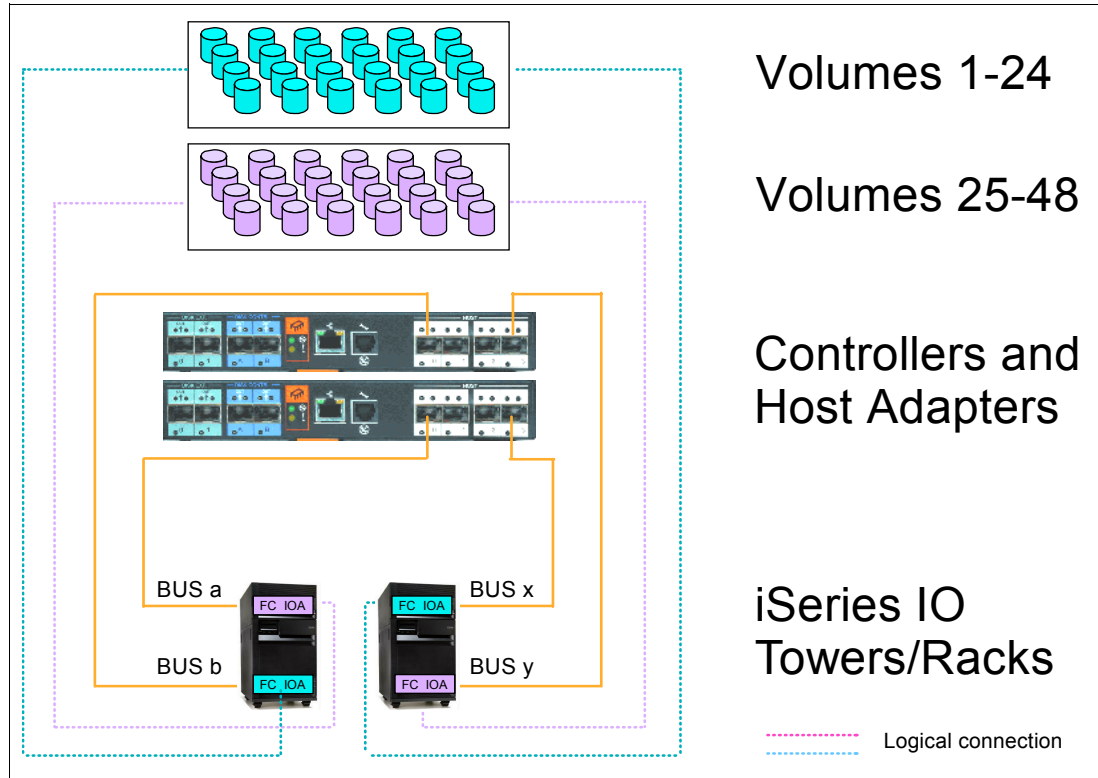 Volumes 1-24
Volumes 25-48
Controllers and
Host Adapters
BUS a
FC IOA
FC IOA
BUS x
BUS b
FC IOA
FC IOA
BUS y
iSeries IO
Towers/Racks
Logical connection